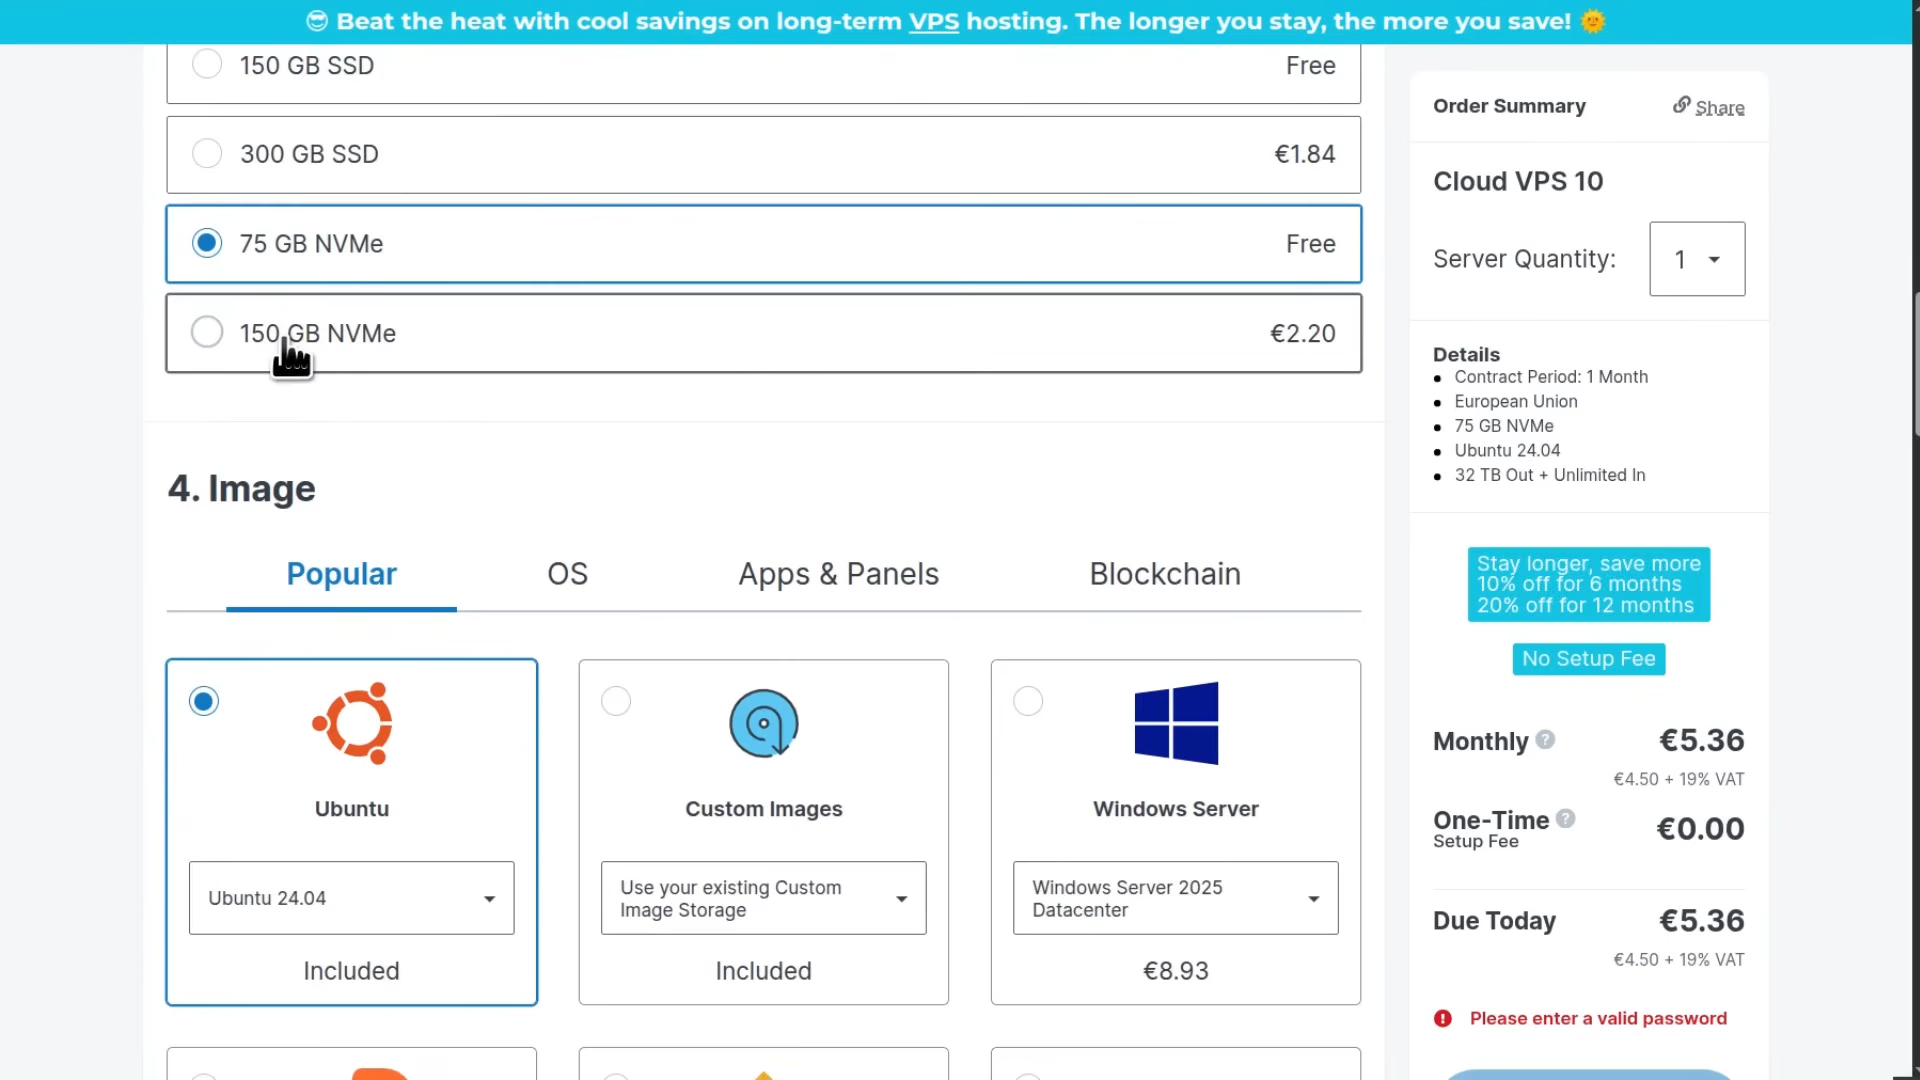 😎 Beat the heat with cool savings on long-term VPS hosting. The longer you stay, the more you save! 🌞
150 GB SSD Free
300 GB SSD €1.84
75 GB NVMe Free
150 GB NVMe €2.20
4. Image
Popular OS Apps & Panels Blockchain
Ubuntu
Ubuntu 24.04
Included
Custom Images
Use your existing Custom
Image Storage
Included
Windows Server
Windows Server 2025
Datacenter
€8.93
Order Summary Share
Cloud VPS 10
Server Quantity: 1
Details
Contract Period: 1 Month
European Union
75 GB NVMe
Ubuntu 24.04
32 TB Out + Unlimited In
Stay longer, save more
10% off for 6 months
20% off for 12 months
No Setup Fee
Monthly ? €5.36
€4.50 + 19% VAT
One-Time ? €0.00
Setup Fee
Due Today €5.36
€4.50 + 19% VAT
Please enter a valid password